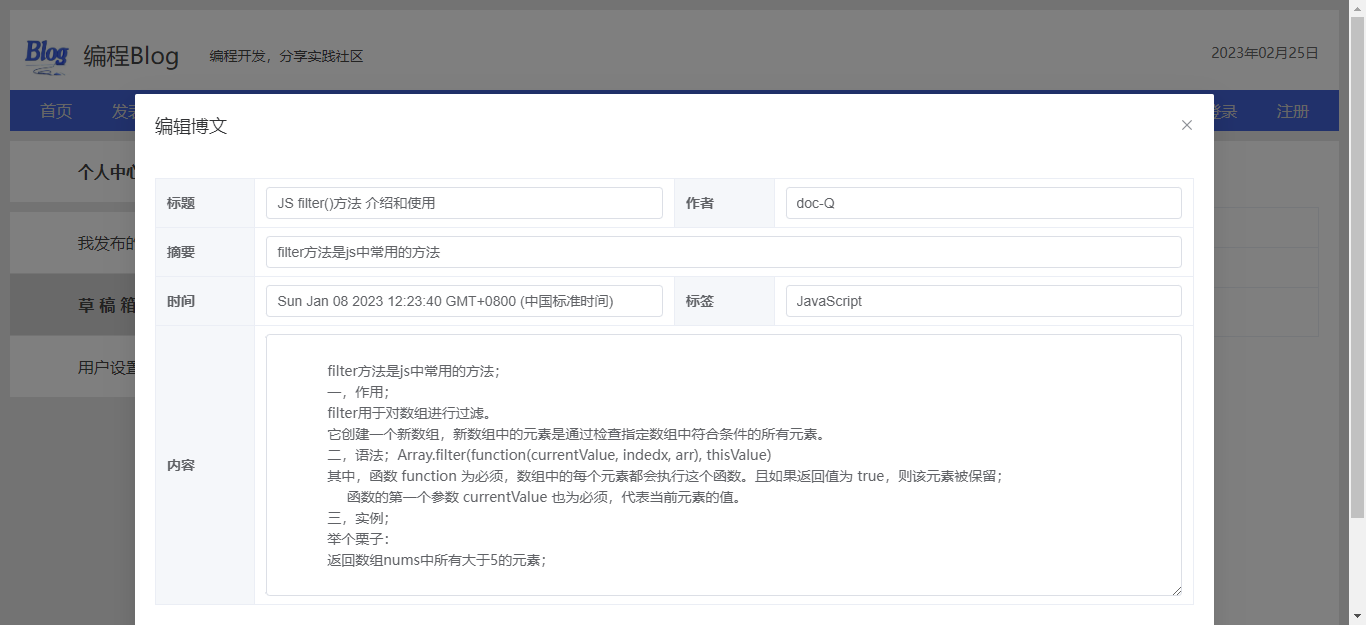 Blog 编程Blog 编程开发，分享实践社区 2023年02月25日
首页 发表 登录 注册
编辑博文
个人中心
标题 JS filter()方法 介绍和使用 作者 doc-Q
我发布的
摘要 filter方法是js中常用的方法
草 稿 箱
时间 Sun Jan 08 2023 12:23:40 GMT+0800 (中国标准时间) 标签 JavaScript
用户设置
内容
filter方法是js中常用的方法；
一，作用；
filter用于对数组进行过滤。
它创建一个新数组，新数组中的元素是通过检查指定数组中符合条件的所有元素。
二，语法；Array.filter(function(currentValue, indedx, arr), thisValue)
其中，函数 function 为必须，数组中的每个元素都会执行这个函数。且如果返回值为 true，则该元素被保留；
函数的第一个参数 currentValue 也为必须，代表当前元素的值。
三，实例；
举个栗子：
返回数组nums中所有大于5的元素；